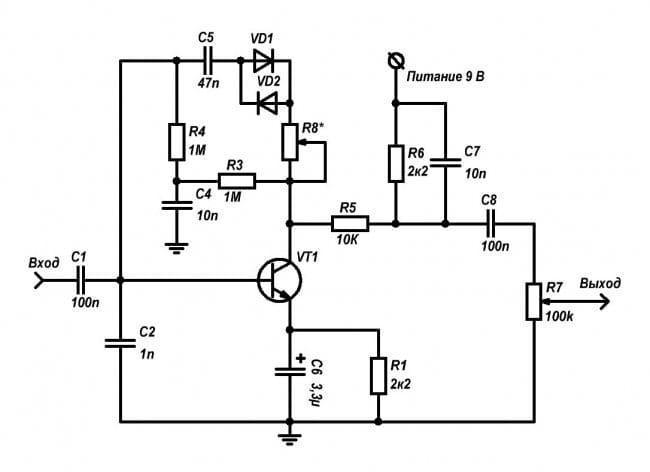 C5
47n
VD1
VD2
R8*
R4
1M
R3
1M
C4
10n
Питание 9 В
R6
2к2
C7
10n
R5
10К
C8
100n
Вход
C1
100n
VT1
R7
100k
Выход
C2
1n
C6 3,3µ
R1
2к2